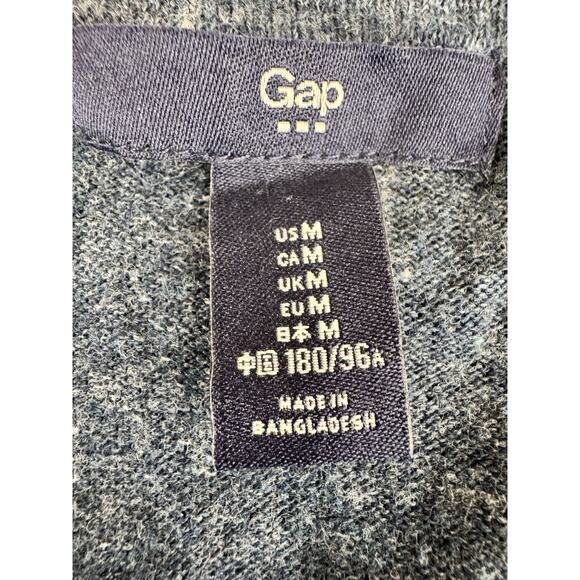 Gap
US M
CA M
UK M
EU M
日本 M
中国 180/96A
MADE IN
BANGLADESH